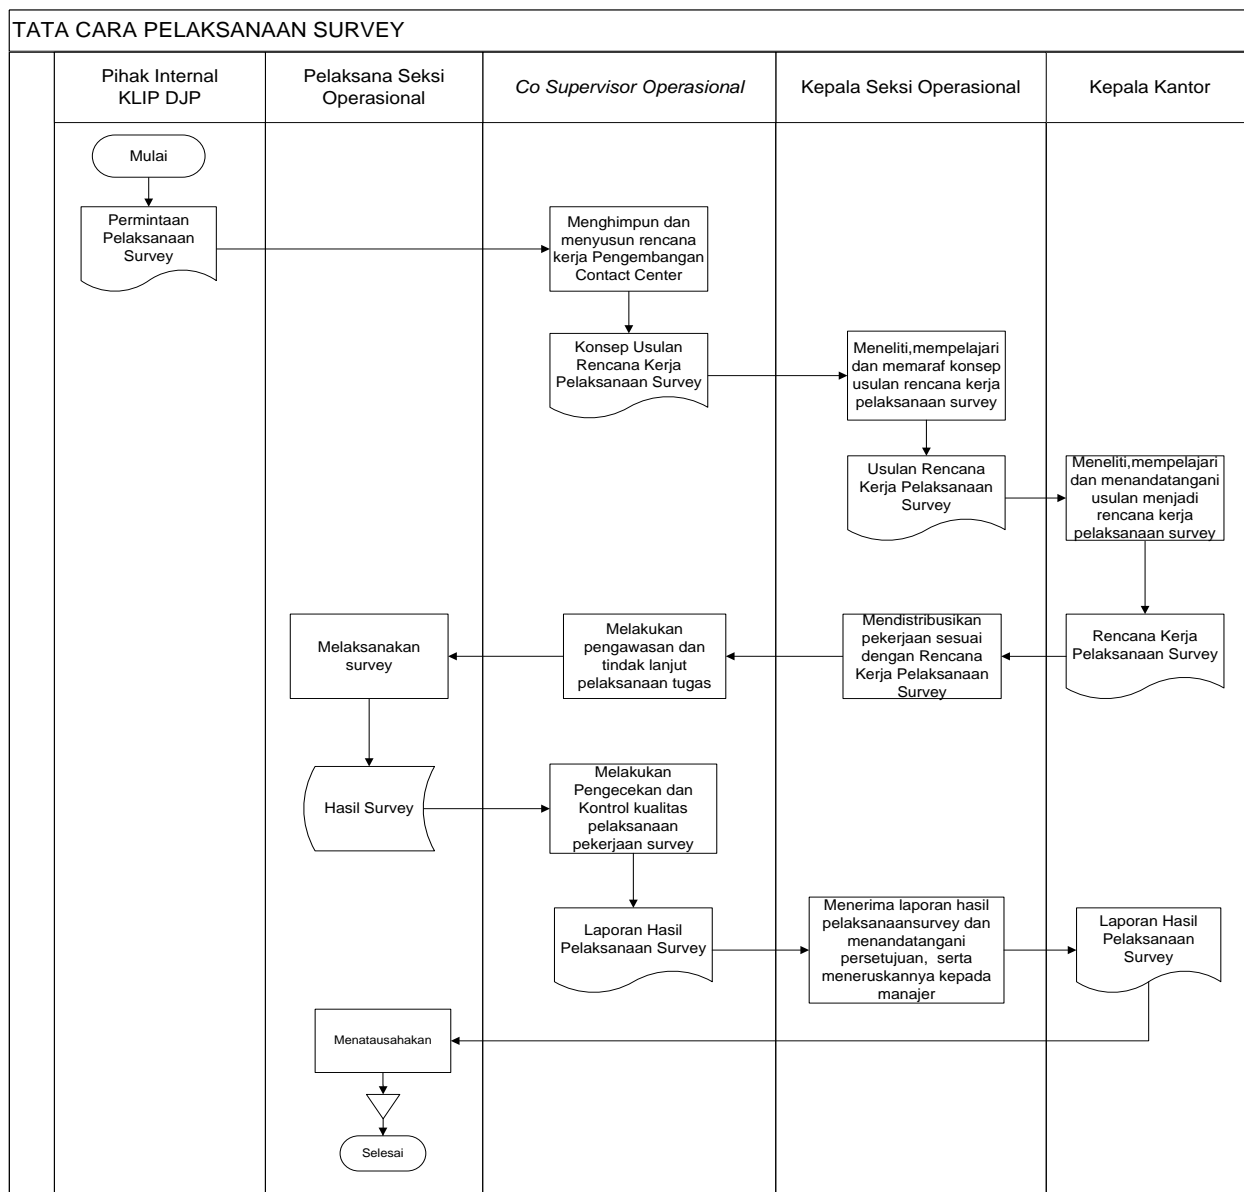 TATA CARA PELAKSANAAN SURVEY
Pihak Internal
KLIP DJP
Pelaksana Seksi
Operasional
Co Supervisor Operasional
Kepala Seksi Operasional
Kepala Kantor
Mulai
Permintaan
Pelaksanaan
Survey
Menghimpun dan
menyusun rencana
kerja Pengembangan
Contact Center
Konsep Usulan
Rencana Kerja
Pelaksanaan Survey
Meneliti,mempelajari
dan memaraf konsep
usulan rencana kerja
pelaksanaan survey
Usulan Rencana
Kerja Pelaksanaan
Survey
Meneliti,mempelajari
dan menandatangani
usulan menjadi
rencana kerja
pelaksanaan survey
Rencana Kerja
Pelaksanaan Survey
Mendistribusikan
pekerjaan sesuai
dengan Rencana
Kerja Pelaksanaan
Survey
Melakukan
pengawasan dan
tindak lanjut
pelaksanaan tugas
Melaksanakan
survey
Hasil Survey
Melakukan
Pengecekan dan
Kontrol kualitas
pelaksanaan
pekerjaan survey
Laporan Hasil
Pelaksanaan Survey
Menerima laporan hasil
pelaksanaansurvey dan
menandatangani
persetujuan, serta
meneruskannya kepada
manajer
Laporan Hasil
Pelaksanaan
Survey
Menatausahakan
Selesai